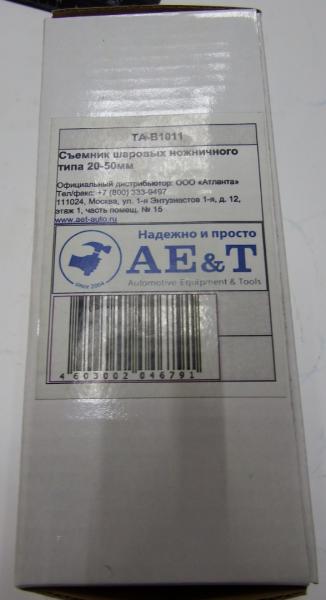 TA-B1011
Съемник шаровых ножничного
типа 20-50мм
Официальный дистрибьютор: ООО «Атланта»
Тел/факс: +7 (800) 333-9497
111024, Москва, ул. 1-я Энтузиастов 1-я, д. 12,
этаж 1, часть помещ. № 15
www.aet-auto.ru
Надежно и просто
AE&T
Automotive Equipment & Tools
since 2004
4 603002 046791